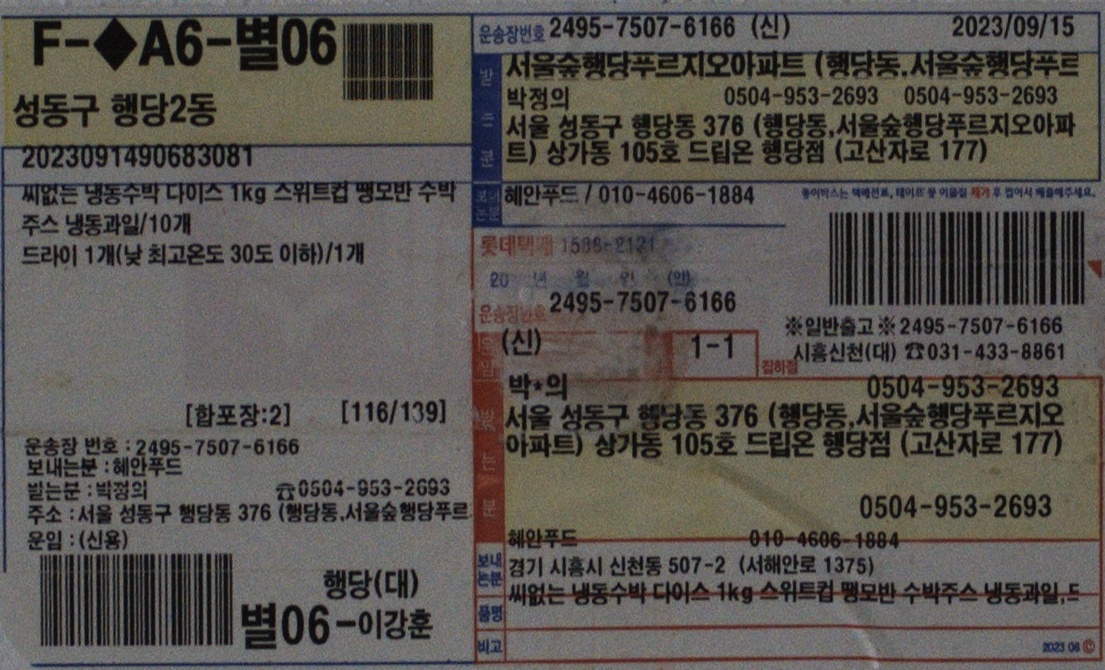 F-◆A6-별06
성동구 행당2동
2023091490683081
씨없는 냉동수박 다이스 1kg 스위트컵 땡모반 수박
주스 냉동과일/10개
드라이 1개(낮 최고온도 30도 이하)/1개
[합포장:2] [116/139]
운송장 번호 : 2495-7507-6166
보내는분 : 혜안푸드
받는분 : 박정의 ☎0504-953-2693
주소 : 서울 성동구 행당동 376 (행당동,서울숲행당푸르
운임 : (신용)
행당(대)
별06-이강훈
운송장번호 2495-7507-6166 (신) 2023/09/15
받는분
서울숲행당푸르지오아파트 (행당동,서울숲행당푸르
박정의 0504-953-2693 0504-953-2693
서울 성동구 행당동 376 (행당동,서울숲행당푸르지오아파
트) 상가동 105호 드립온 행당점 (고산자로 177)
혜안푸드 / 010-4606-1884
종이박스는 택배전표, 테이프 등 이물질 제거 후 접어서 배출해주세요.
롯데택배 1588-2121
20 년 월 일 (인)
운송장번호 2495-7507-6166
(신) 1-1
※일반출고※2495-7507-6166
집하점 시흥신천(대) ☎031-433-8861
운임
박*의 0504-953-2693
서울 성동구 행당동 376 (행당동,서울숲행당푸르지오
아파트) 상가동 105호 드립온 행당점 (고산자로 177)
0504-953-2693
보내는분
혜안푸드 010-4606-1884
경기 시흥시 신천동 507-2 (서해안로 1375)
품명 씨없는 냉동수박 다이스 1kg 스위트컵 땡모반 수박주스 냉동과일,드
비고
2023 08 ©